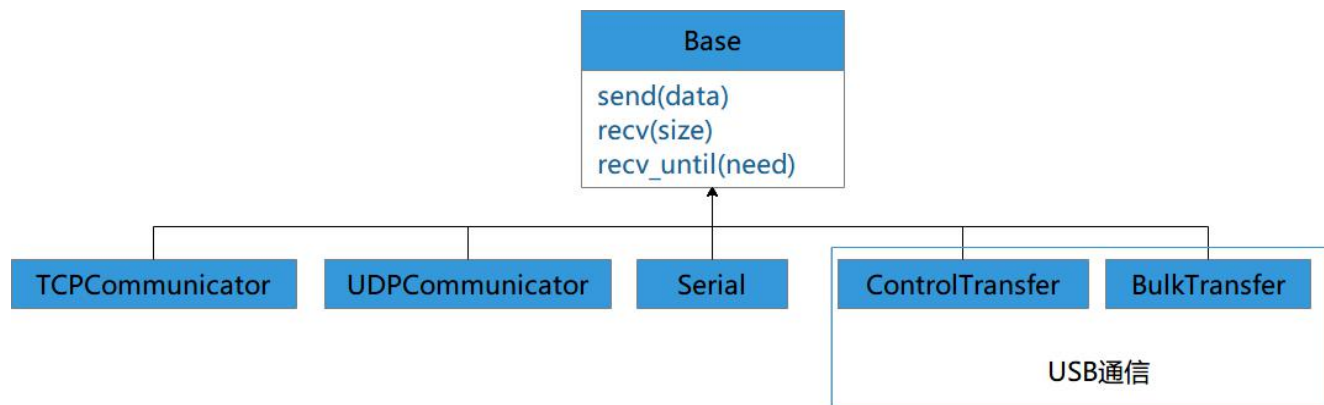 Base
send(data)
recv(size)
recv_until(need)
TCPCommunicator
UDPCommunicator
Serial
ControlTransfer
BulkTransfer
USB通信